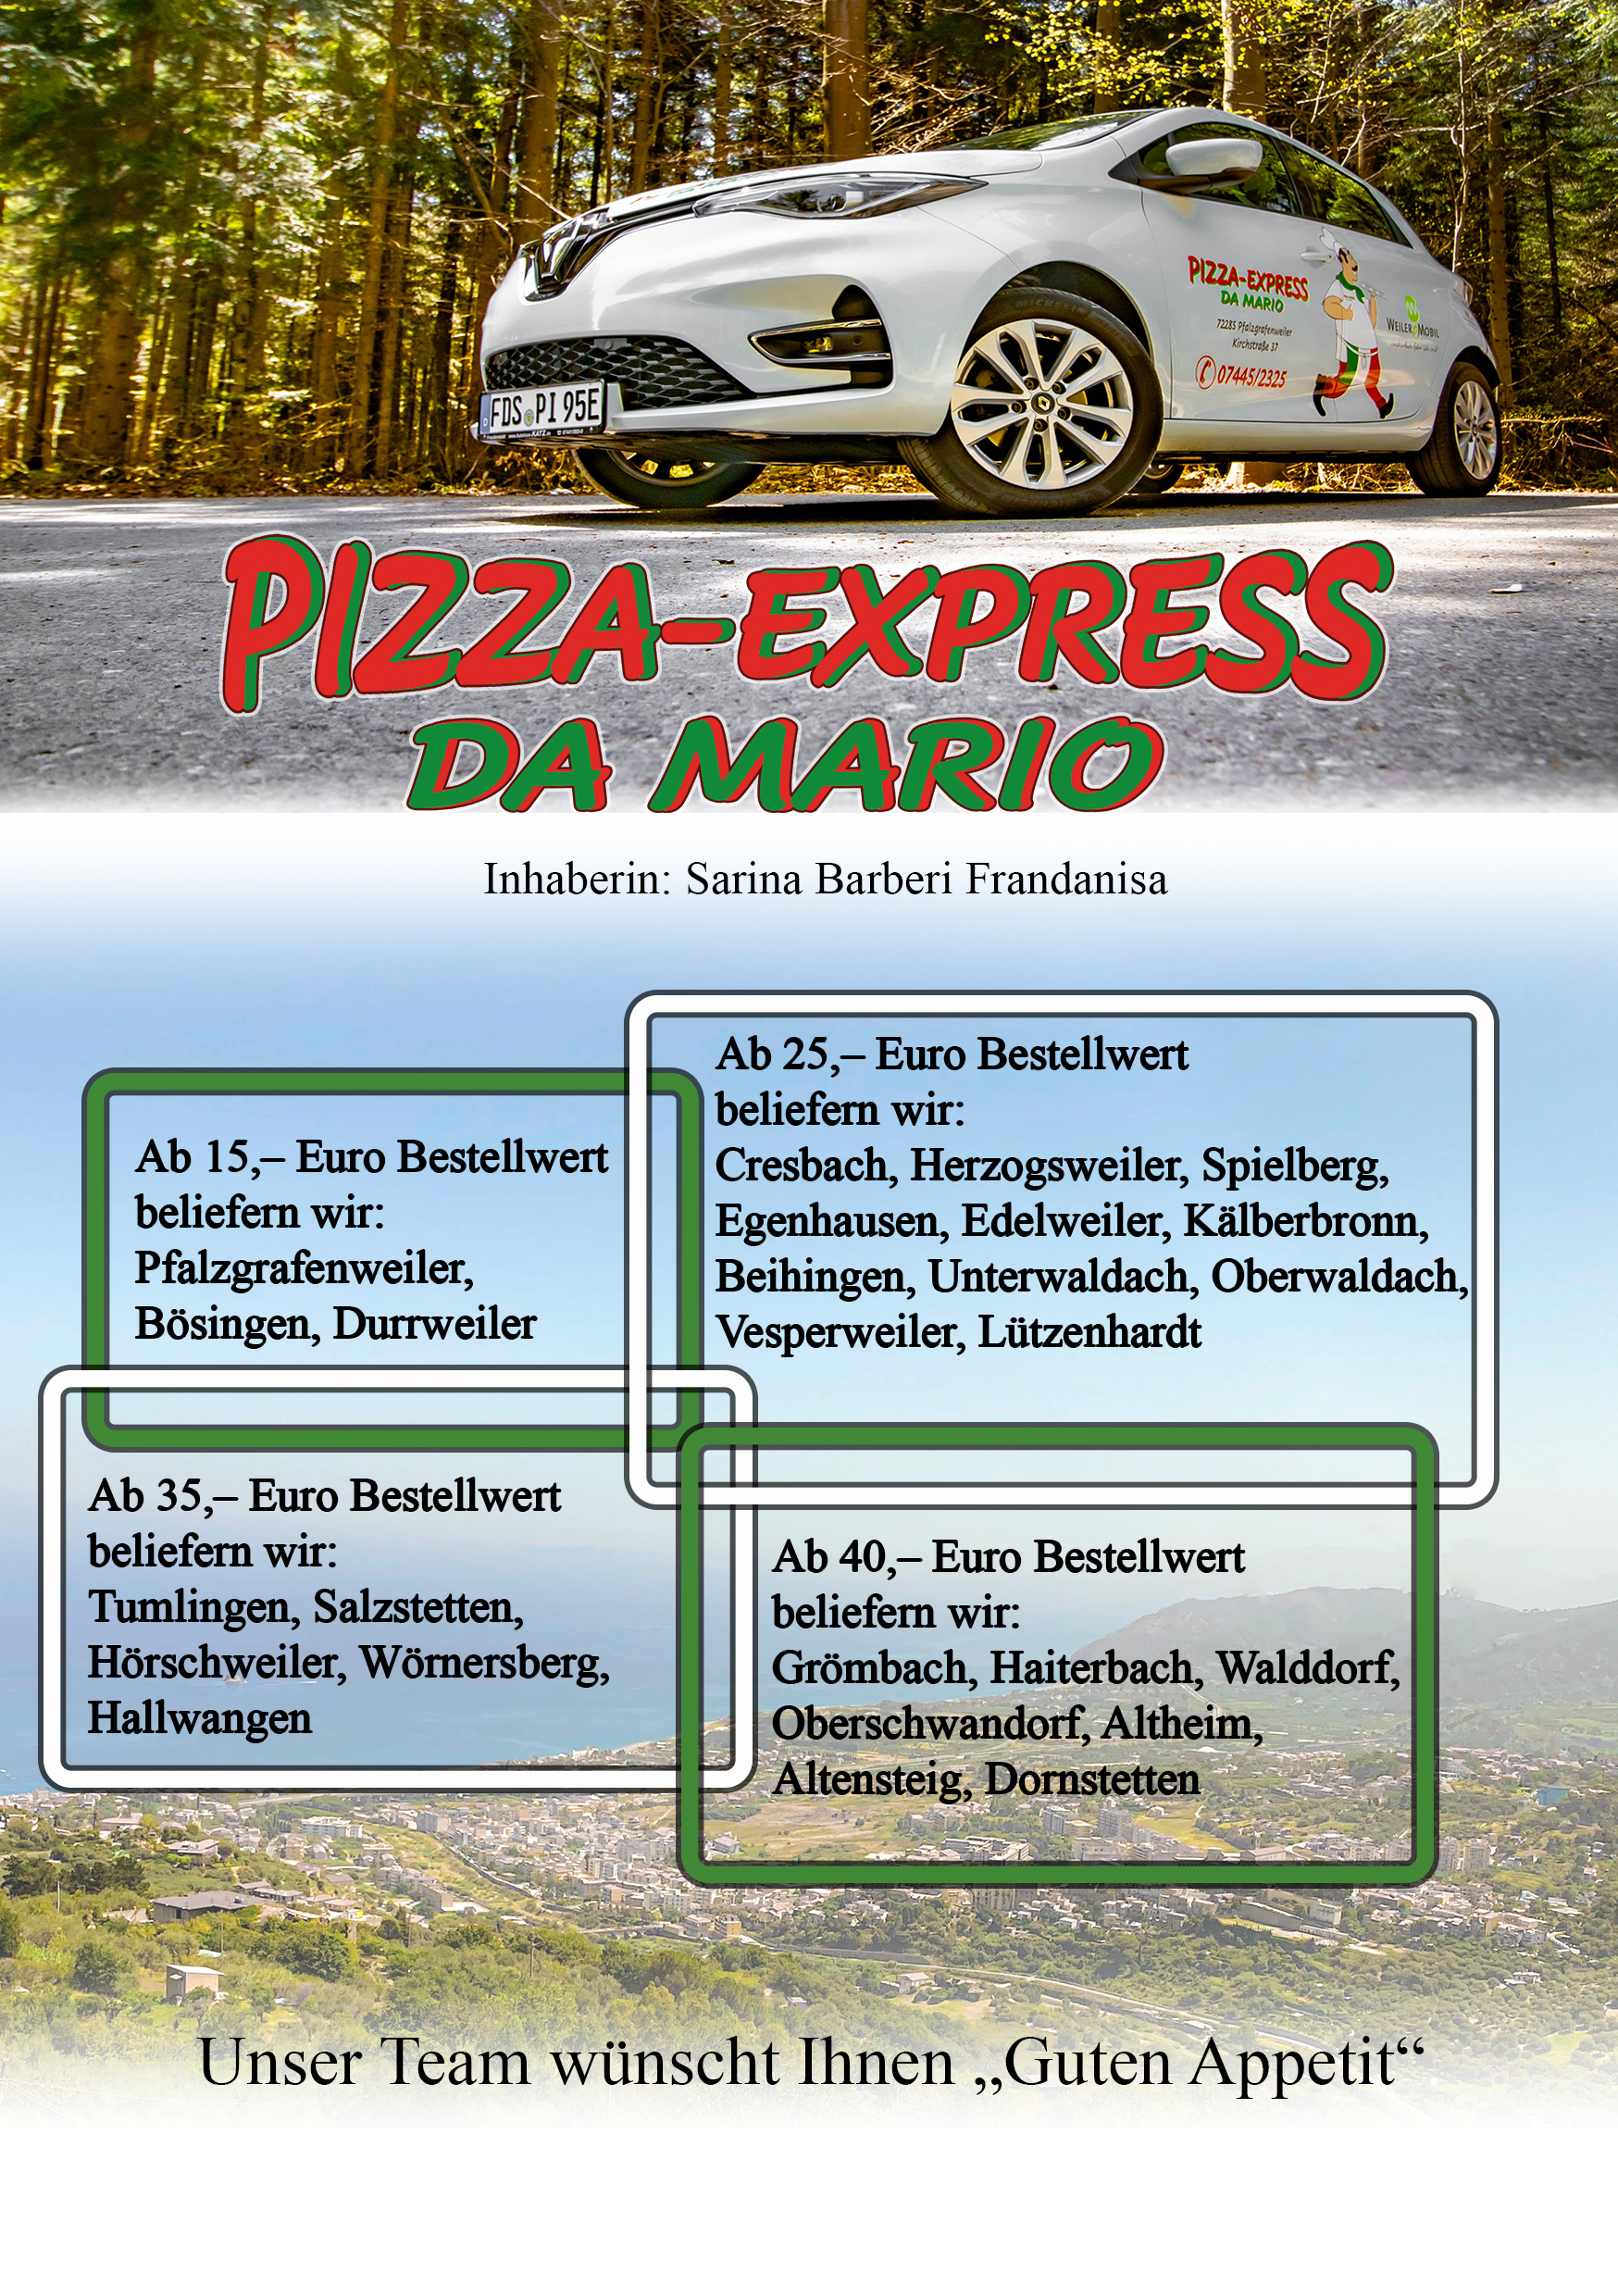 PIZZA-EXPRESS
DA MARIO
72285 Pfalzgrafenweiler
Kirchstraße 37
07445/2325
WEILER MOBIL
FDS PI 95E
PIZZA-EXPRESS
DA MARIO
Inhaberin: Sarina Barberi Frandanisa
Ab 15,– Euro Bestellwert
beliefern wir:
Pfalzgrafenweiler,
Bösingen, Durrweiler
Ab 25,– Euro Bestellwert
beliefern wir:
Cresbach, Herzogsweiler, Spielberg,
Egenhausen, Edelweiler, Kälberbronn,
Beihingen, Unterwaldach, Oberwaldach,
Vesperweiler, Lützenhardt
Ab 35,– Euro Bestellwert
beliefern wir:
Tumlingen, Salzstetten,
Hörschweiler, Wörnersberg,
Hallwangen
Ab 40,– Euro Bestellwert
beliefern wir:
Grömbach, Haiterbach, Walddorf,
Oberschwandorf, Altheim,
Altensteig, Dornstetten
Unser Team wünscht Ihnen „Guten Appetit“